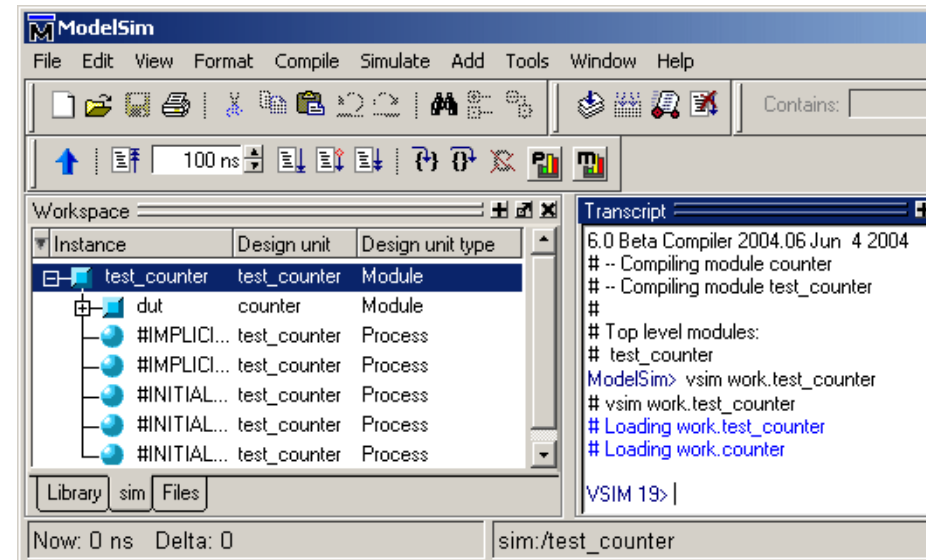 ModelSim
File Edit View Format Compile Simulate Add Tools Window Help
Contains:
100 ns
Workspace
Transcript
Instance Design unit Design unit type
test_counter test_counter Module
dut counter Module
#IMPLICI... test_counter Process
#IMPLICI... test_counter Process
#INITIAL... test_counter Process
#INITIAL... test_counter Process
#INITIAL... test_counter Process
Library sim Files
6.0 Beta Compiler 2004.06 Jun 4 2004
# -- Compiling module counter
# -- Compiling module test_counter
#
# Top level modules:
# test_counter
ModelSim> vsim work.test_counter
# vsim work.test_counter
# Loading work.test_counter
# Loading work.counter
VSIM 19>
Now: 0 ns Delta: 0
sim:/test_counter